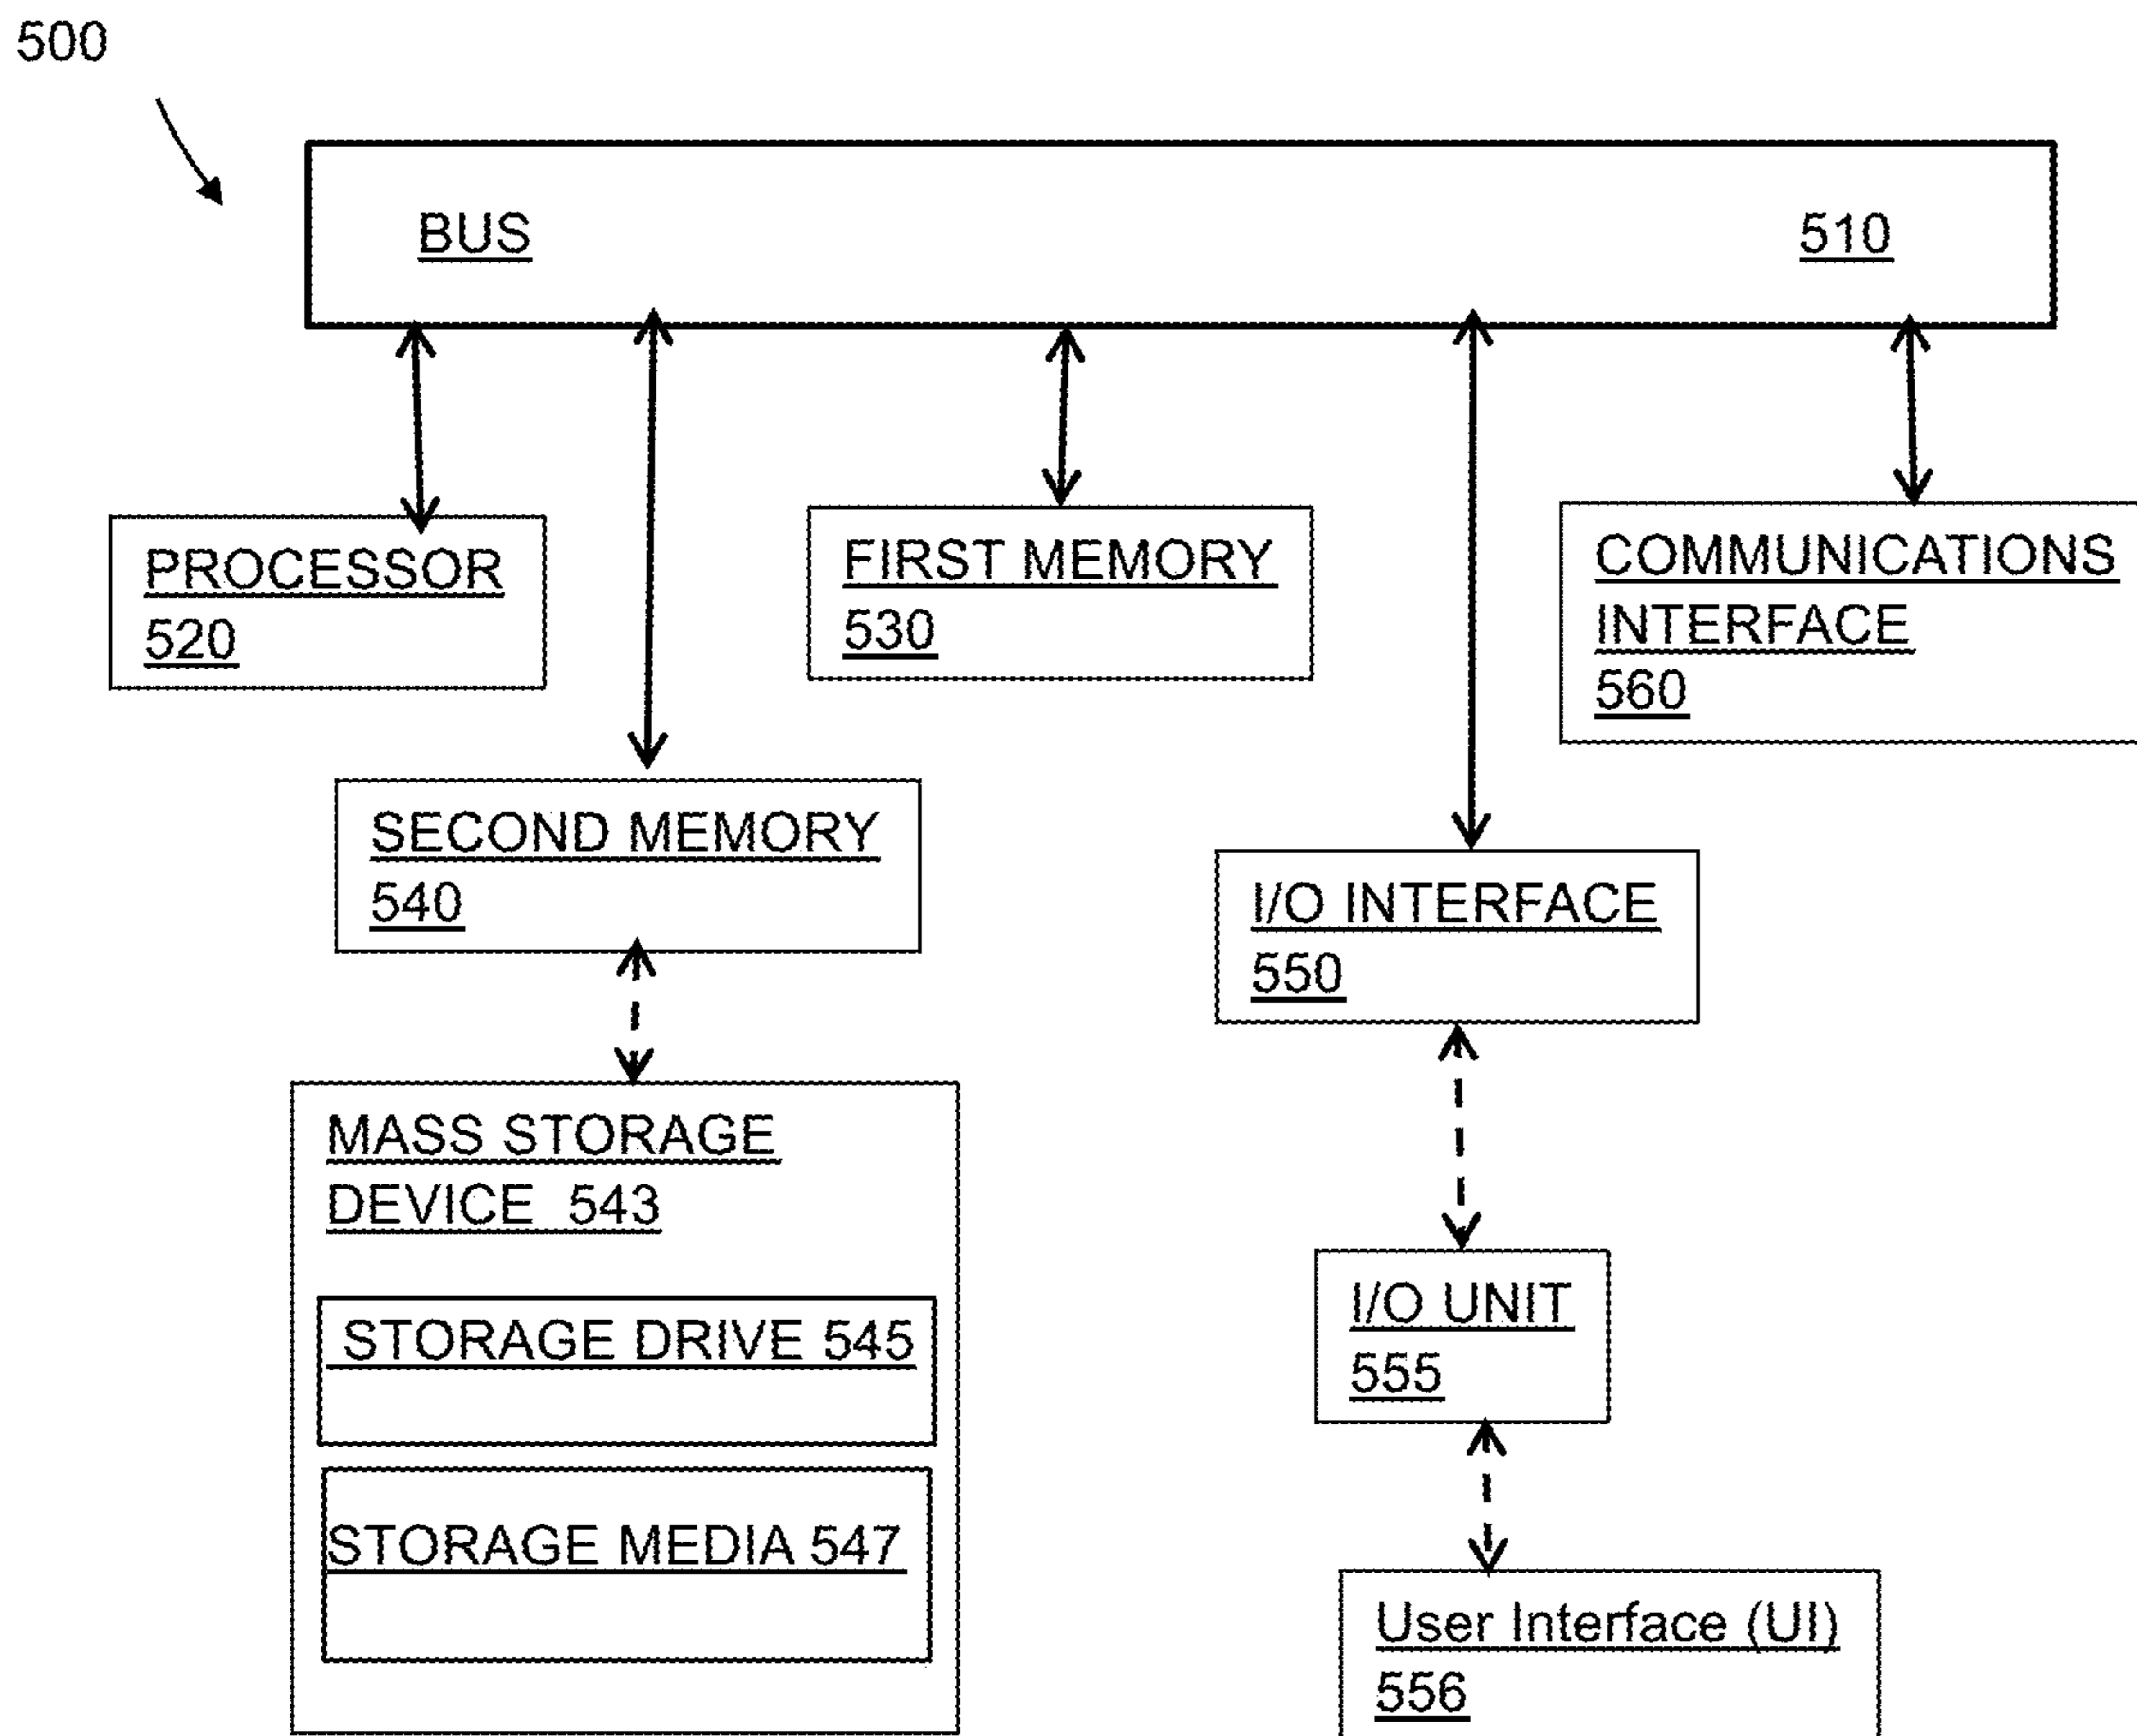 500
BUS 510
PROCESSOR
520
FIRST MEMORY
530
COMMUNICATIONS
INTERFACE
560
SECOND MEMORY
540
I/O INTERFACE
550
MASS STORAGE
DEVICE 543
STORAGE DRIVE 545
STORAGE MEDIA 547
I/O UNIT
555
User Interface (UI)
556